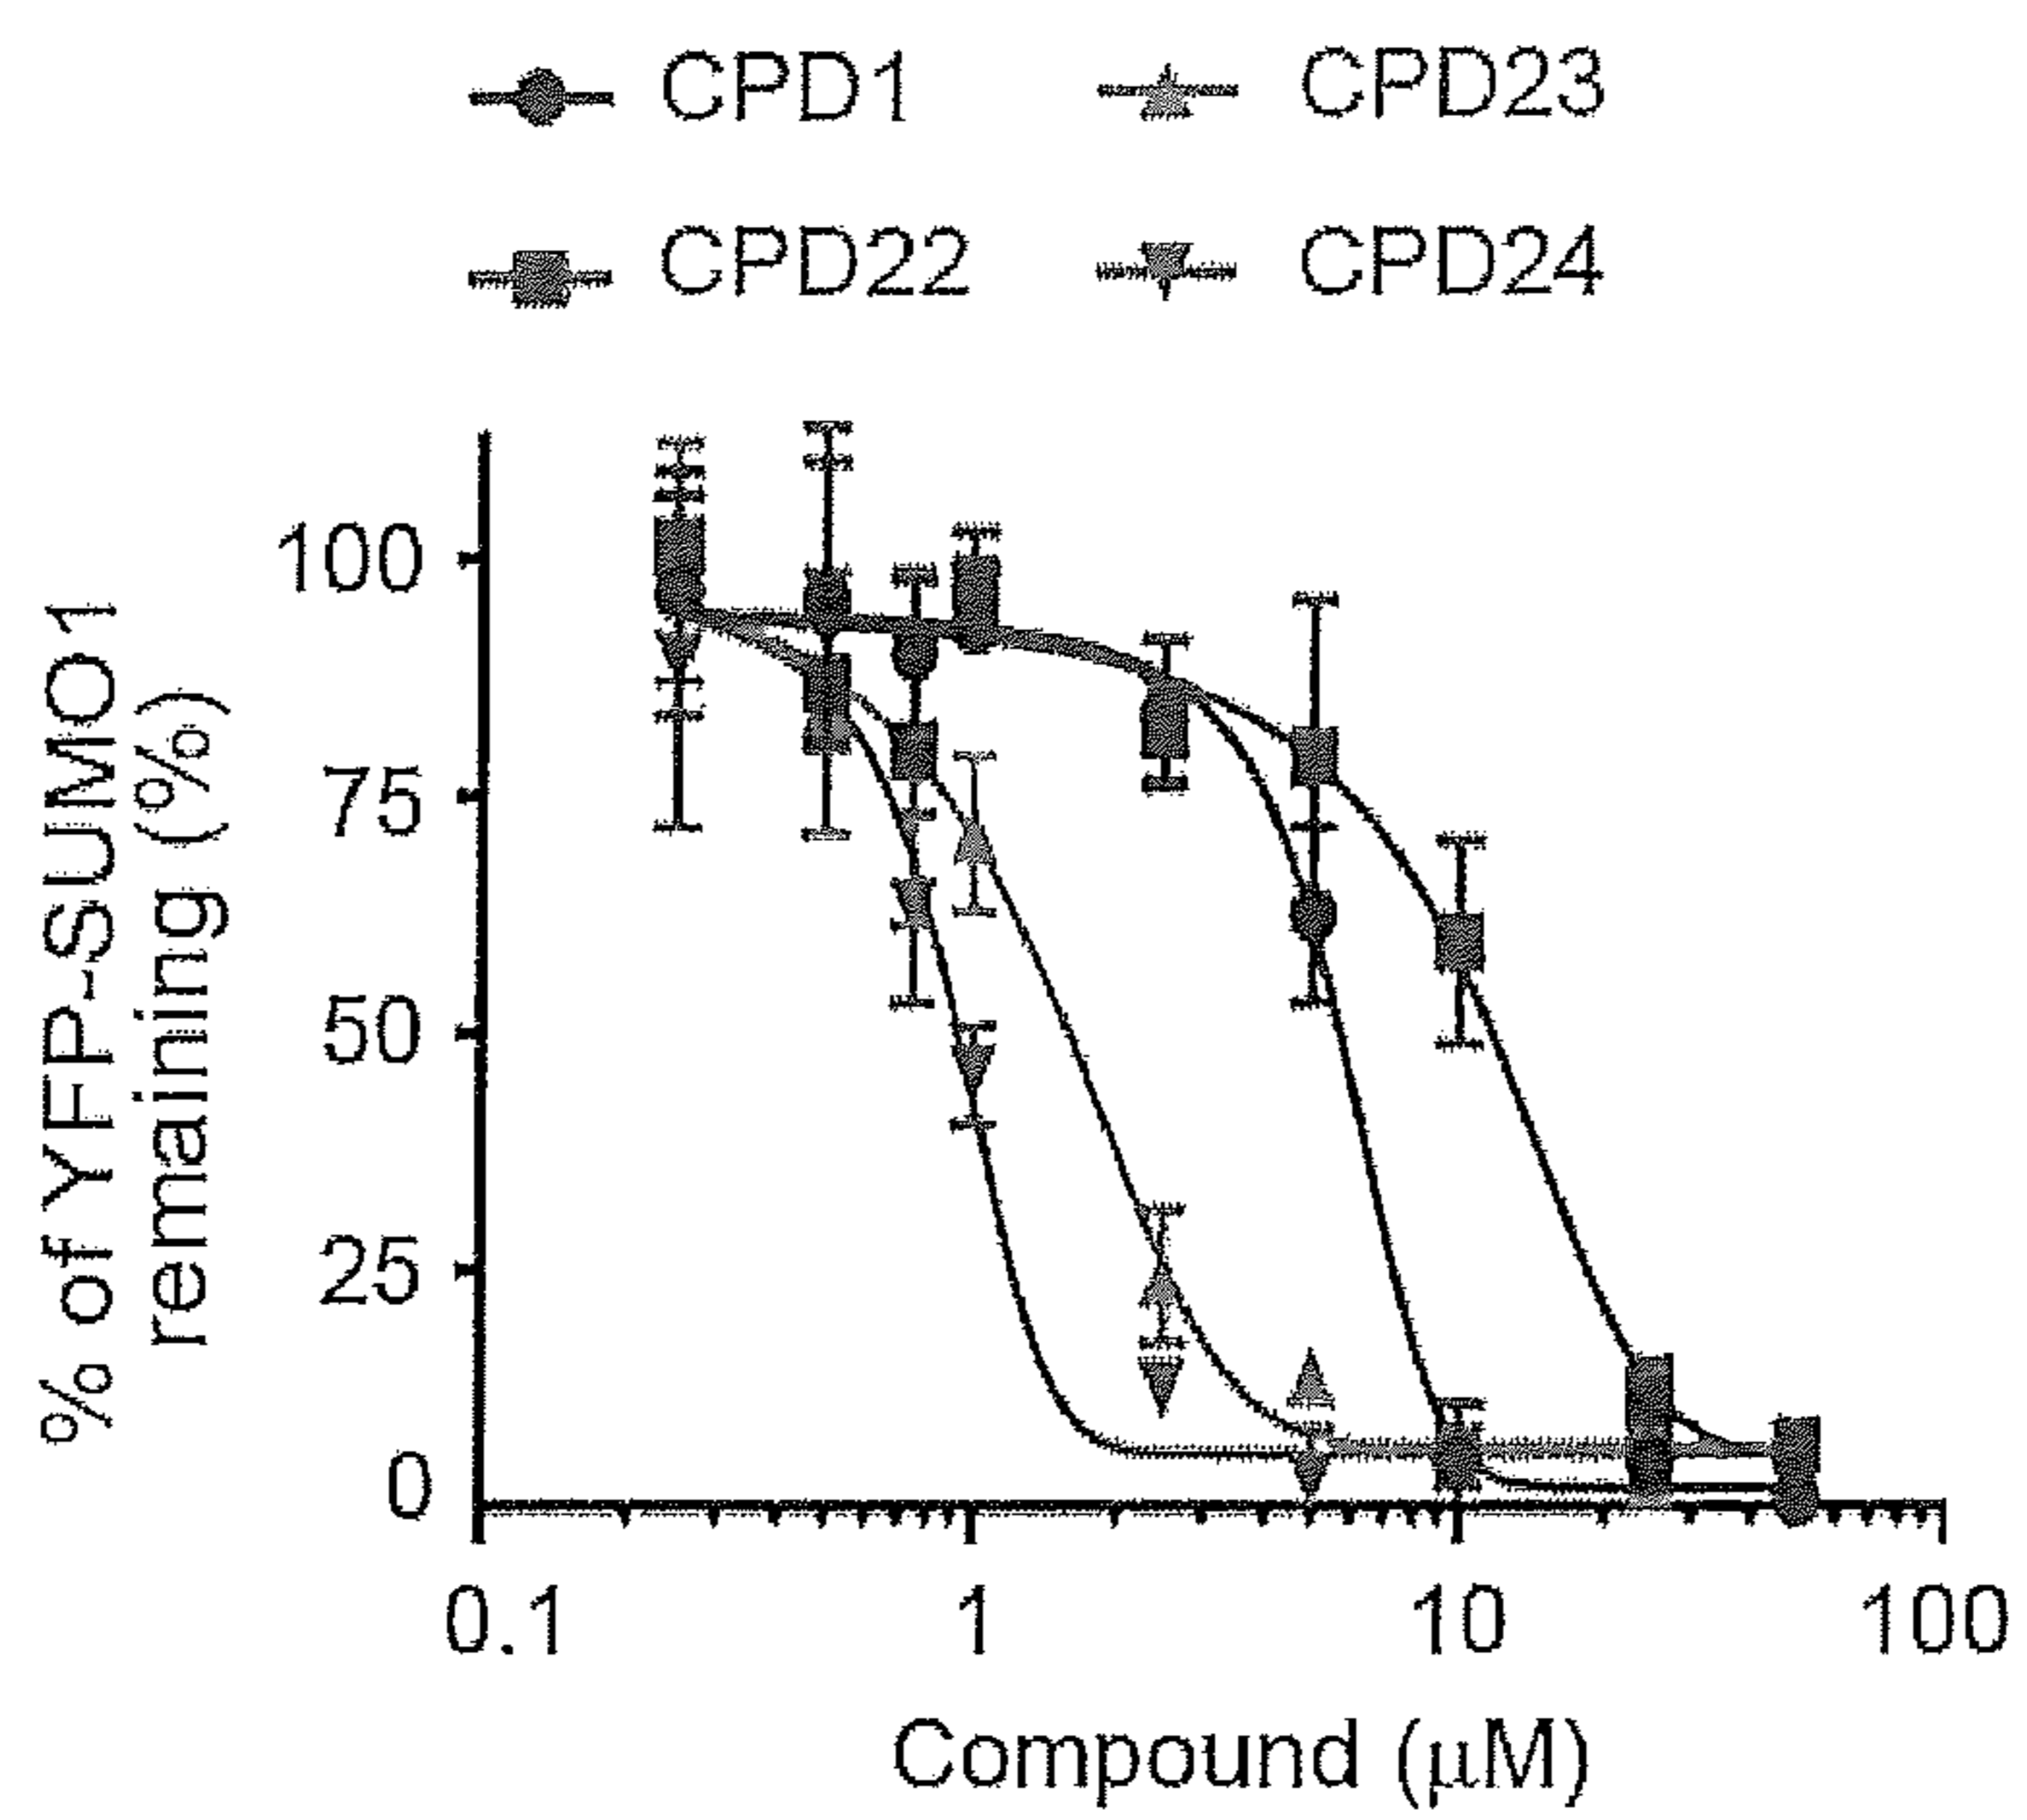 CPD1 CPD23
CPD22 CPD24
% of YFP-SUMO1
remaining (%)
100
75
50
25
0
0.1 1 10 100
Compound (μM)